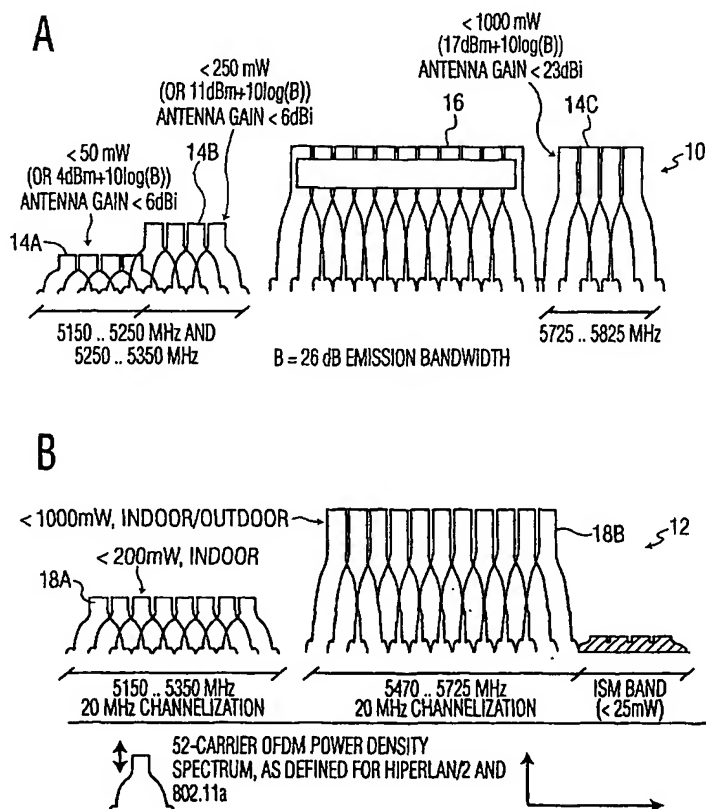 A
< 50 mW
(OR 4dBm+10log(B))
ANTENNA GAIN < 6dBi
14A
< 250 mW
(OR 11dBm+10log(B))
ANTENNA GAIN < 6dBi
14B
16
< 1000 mW
(17dBm+10log(B))
ANTENNA GAIN < 23dBi
14C
10
5150 .. 5250 MHz AND
5250 .. 5350 MHz
B = 26 dB EMISSION BANDWIDTH
5725 .. 5825 MHz
B
< 1000mW, INDOOR/OUTDOOR
< 200mW, INDOOR
18A
18B
12
5150 .. 5350 MHz
20 MHz CHANNELIZATION
5470 .. 5725 MHz
20 MHz CHANNELIZATION
ISM BAND
(< 25mW)
52-CARRIER OFDM POWER DENSITY
SPECTRUM, AS DEFINED FOR HIPERLAN/2 AND
802.11a